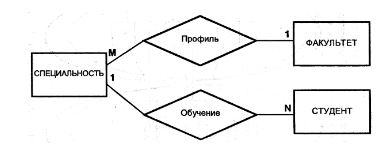 М
Профиль
1
ФАКУЛЬТЕТ
СПЕЦИАЛЬНОСТЬ
1
Обучение
N
СТУДЕНТ